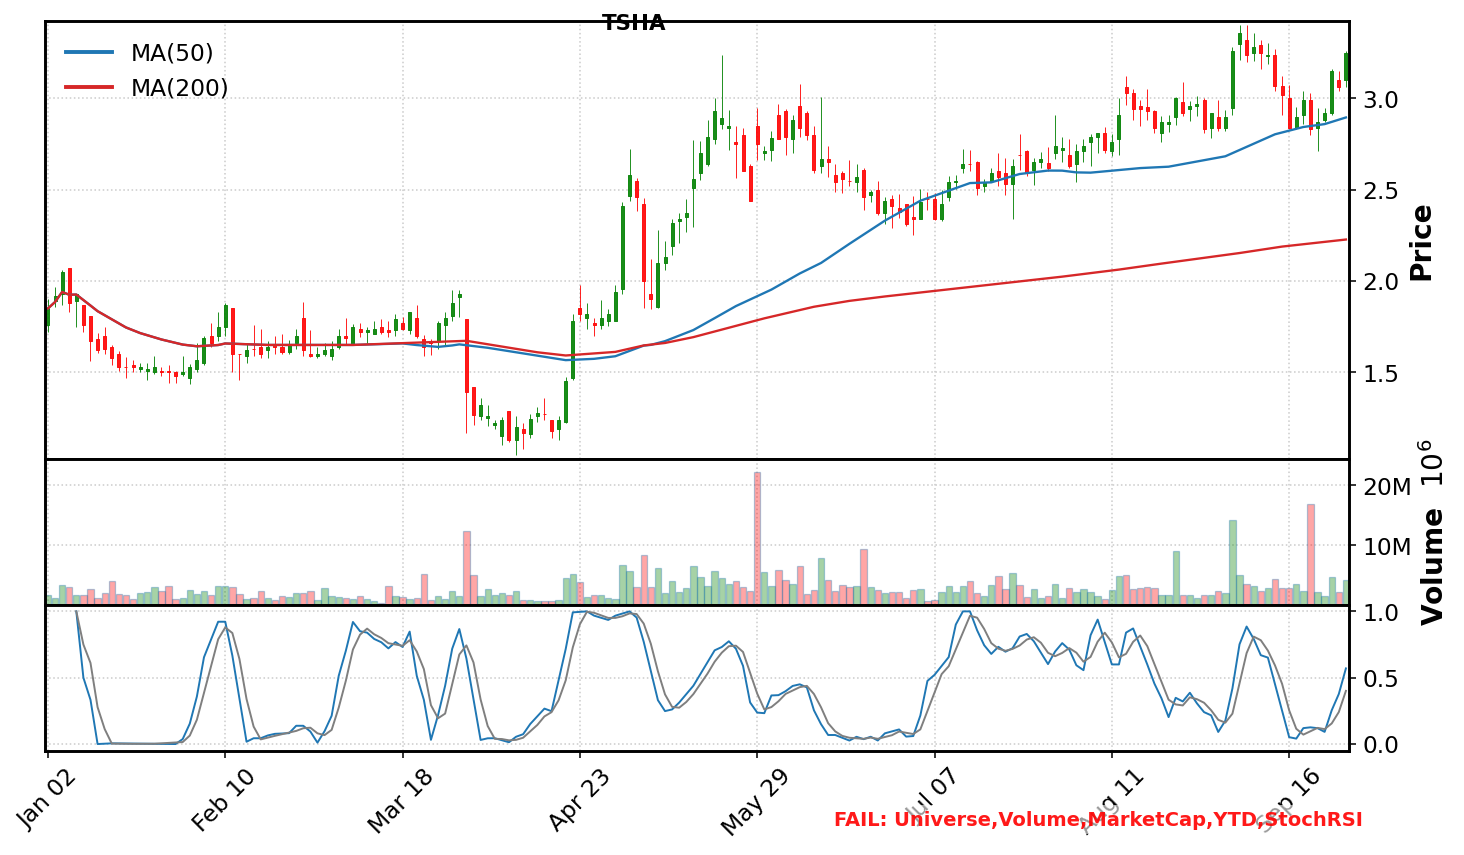 TSHA
MA(50)
MA(200)
3.0
2.5
2.0
1.5
Price
20M
10M
Volume 10^6
1.0
0.5
0.0
Jan 02
Feb 10
Mar 18
Apr 23
May 29
Jul 07
Aug 11
Sep 16
FAIL: Universe,Volume,MarketCap,YTD,StochRSI